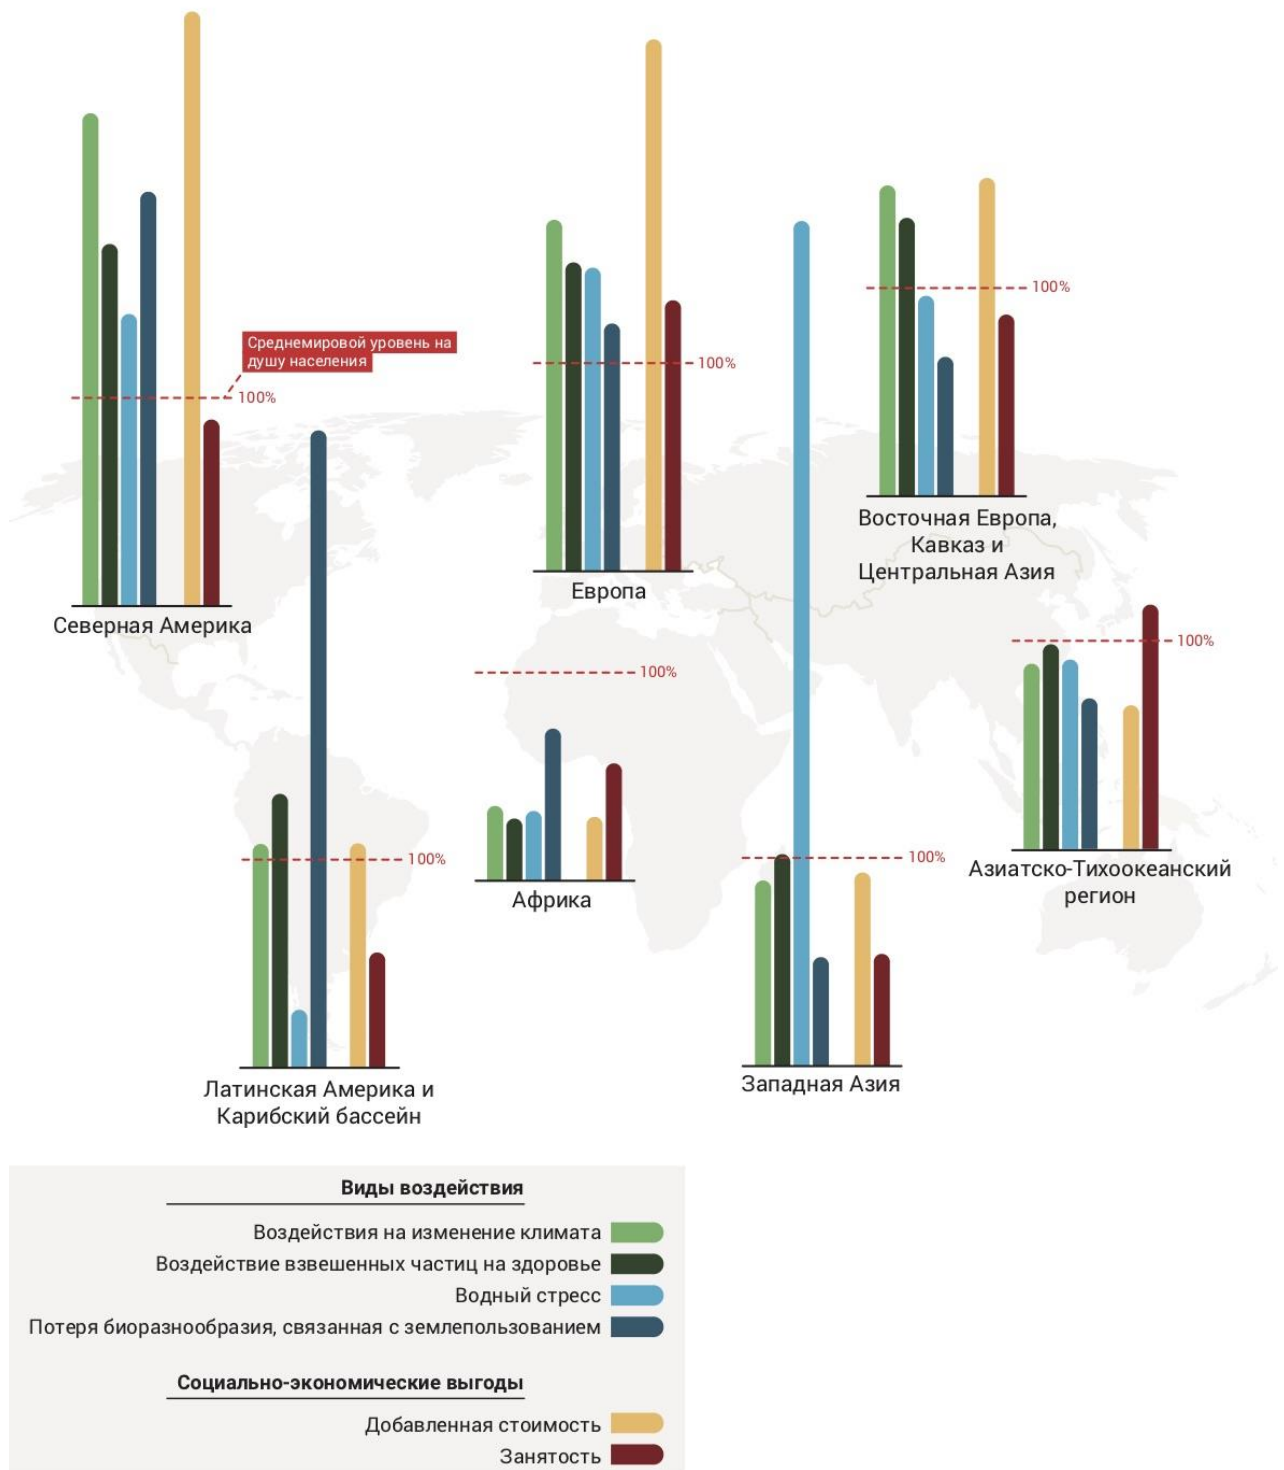 Среднемировой уровень на
душу населения
100%
Северная Америка
100%
Европа
100%
Восточная Европа,
Кавказ и
Центральная Азия
100%
Африка
100%
Азиатско-Тихоокеанский
регион
100%
Латинская Америка и
Карибский бассейн
100%
Западная Азия
Виды воздействия
Воздействия на изменение климата
Воздействие взвешенных частиц на здоровье
Водный стресс
Потеря биоразнообразия, связанная с землепользованием
Социально-экономические выгоды
Добавленная стоимость
Занятость